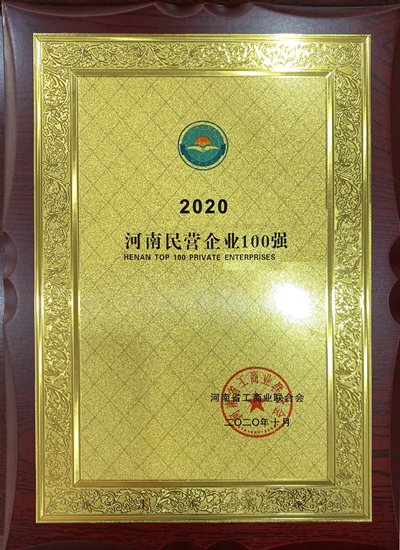 2020
河南民营企业100强
HENAN TOP 100 PRIVATE ENTERPRISES
河南省工商业联合会
二〇二〇年十月